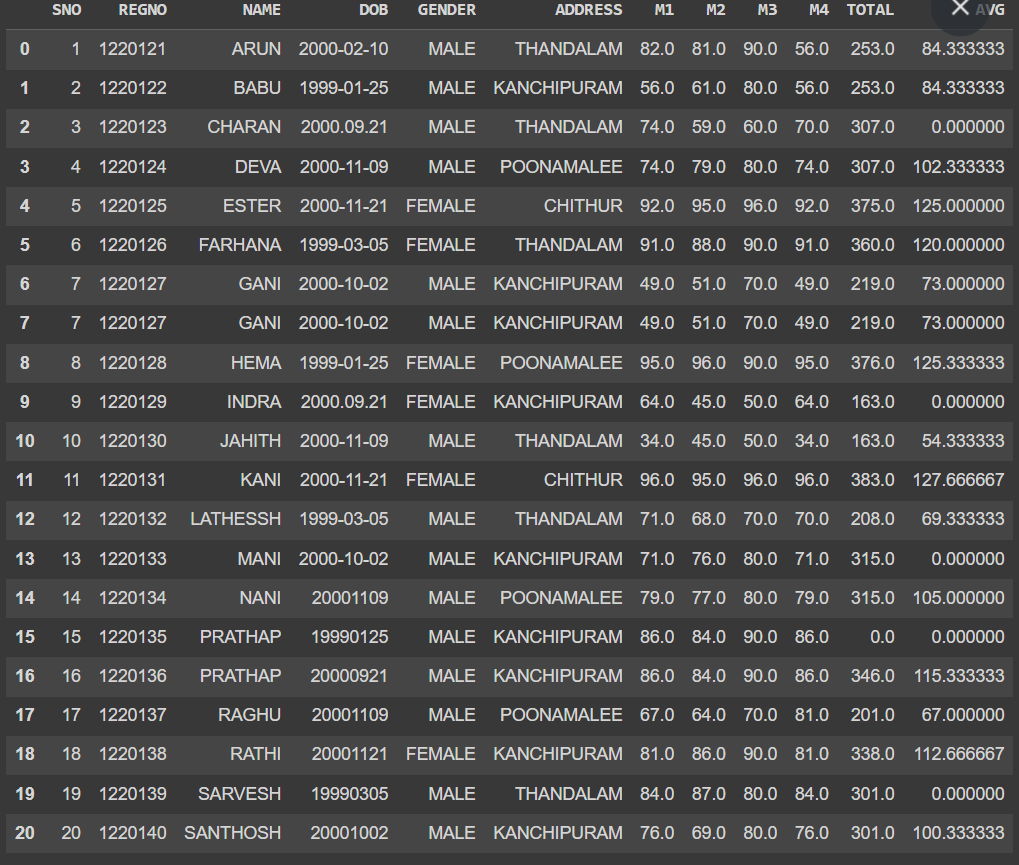 SNO REGNO NAME DOB GENDER ADDRESS M1 M2 M3 M4 TOTAL AVG
0 1 1220121 ARUN 2000-02-10 MALE THANDALAM 82.0 81.0 90.0 56.0 253.0 84.333333
1 2 1220122 BABU 1999-01-25 MALE KANCHIPURAM 56.0 61.0 80.0 56.0 253.0 84.333333
2 3 1220123 CHARAN 2000.09.21 MALE THANDALAM 74.0 59.0 60.0 70.0 307.0 0.000000
3 4 1220124 DEVA 2000-11-09 MALE POONAMALEE 74.0 79.0 80.0 74.0 307.0 102.333333
4 5 1220125 ESTER 2000-11-21 FEMALE CHITHUR 92.0 95.0 96.0 92.0 375.0 125.000000
5 6 1220126 FARHANA 1999-03-05 FEMALE THANDALAM 91.0 88.0 90.0 91.0 360.0 120.000000
6 7 1220127 GANI 2000-10-02 MALE KANCHIPURAM 49.0 51.0 70.0 49.0 219.0 73.000000
7 7 1220127 GANI 2000-10-02 MALE KANCHIPURAM 49.0 51.0 70.0 49.0 219.0 73.000000
8 8 1220128 HEMA 1999-01-25 FEMALE POONAMALEE 95.0 96.0 90.0 95.0 376.0 125.333333
9 9 1220129 INDRA 2000.09.21 FEMALE KANCHIPURAM 64.0 45.0 50.0 64.0 163.0 0.000000
10 10 1220130 JAHITH 2000-11-09 MALE THANDALAM 34.0 45.0 50.0 34.0 163.0 54.333333
11 11 1220131 KANI 2000-11-21 FEMALE CHITHUR 96.0 95.0 96.0 96.0 383.0 127.666667
12 12 1220132 LATHESSH 1999-03-05 MALE THANDALAM 71.0 68.0 70.0 70.0 208.0 69.333333
13 13 1220133 MANI 2000-10-02 MALE KANCHIPURAM 71.0 76.0 80.0 71.0 315.0 0.000000
14 14 1220134 NANI 20001109 MALE POONAMALEE 79.0 77.0 80.0 79.0 315.0 105.000000
15 15 1220135 PRATHAP 19990125 MALE KANCHIPURAM 86.0 84.0 90.0 86.0 0.0 0.000000
16 16 1220136 PRATHAP 20000921 MALE KANCHIPURAM 86.0 84.0 90.0 86.0 346.0 115.333333
17 17 1220137 RAGHU 20001109 MALE POONAMALEE 67.0 64.0 70.0 81.0 201.0 67.000000
18 18 1220138 RATHI 20001121 FEMALE KANCHIPURAM 81.0 86.0 90.0 81.0 338.0 112.666667
19 19 1220139 SARVESH 19990305 MALE THANDALAM 84.0 87.0 80.0 84.0 301.0 0.000000
20 20 1220140 SANTHOSH 20001002 MALE KANCHIPURAM 76.0 69.0 80.0 76.0 301.0 100.333333